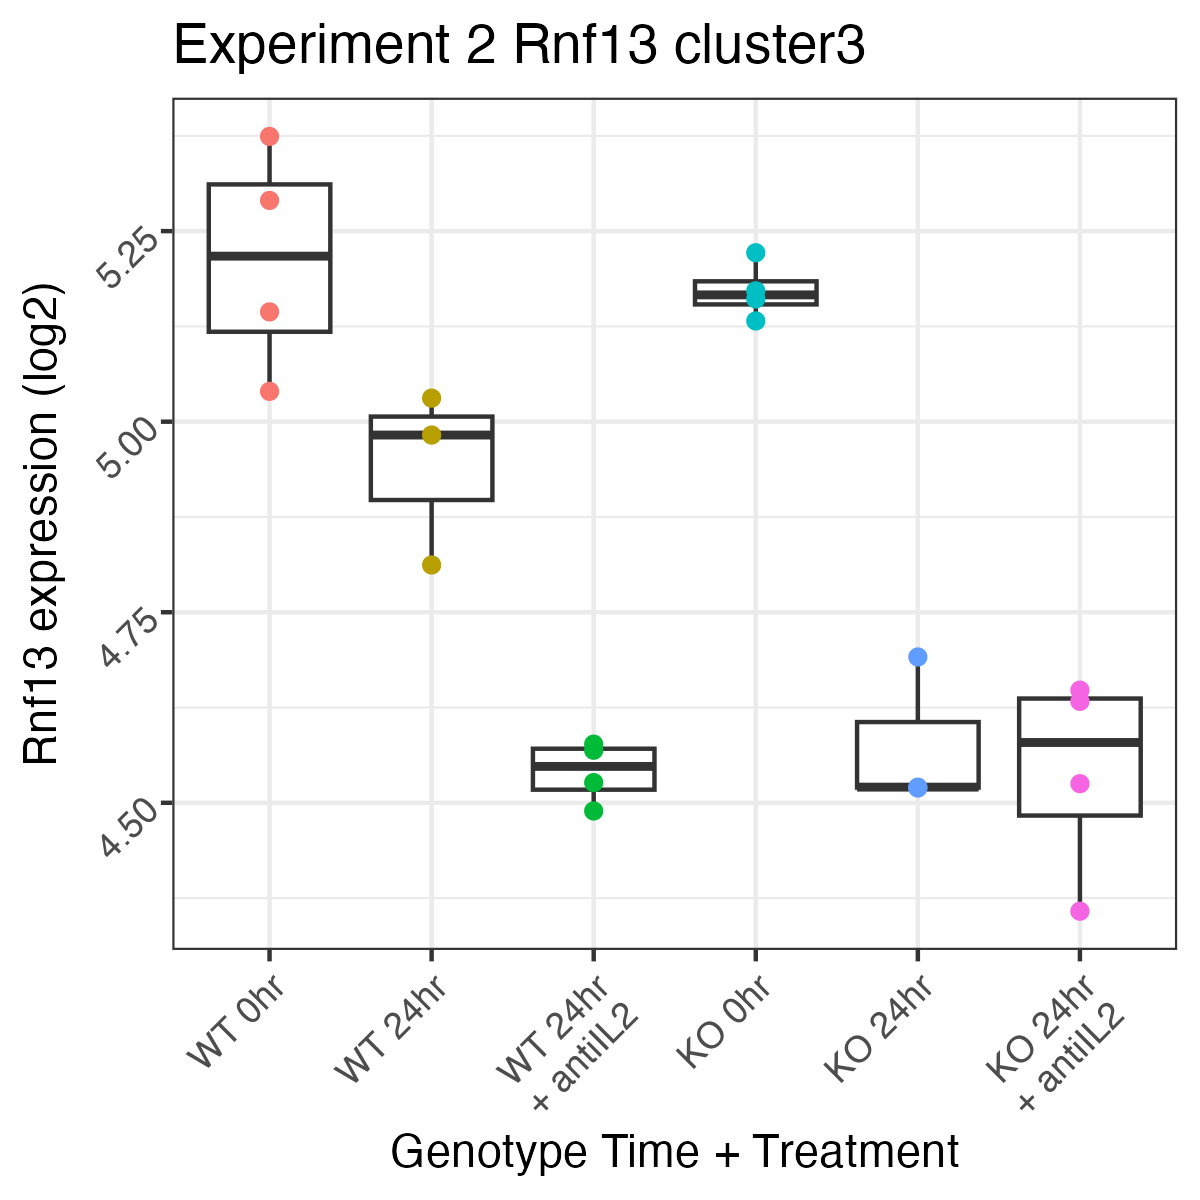 Experiment 2 Rnf13 cluster3
Rnf13 expression (log2)
5.25
5.00
4.75
4.50
WT 0hr
WT 24hr
WT 24hr
+ antiIL2
KO 0hr
KO 24hr
KO 24hr
+ antiIL2
Genotype Time + Treatment